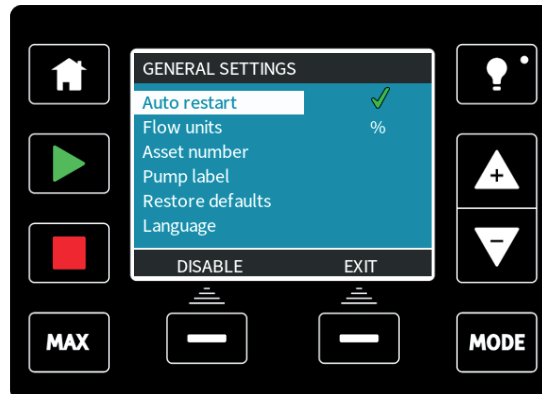 GENERAL SETTINGS
Auto restart
Flow units %
Asset number
Pump label
Restore defaults
Language
DISABLE EXIT
MAX MODE